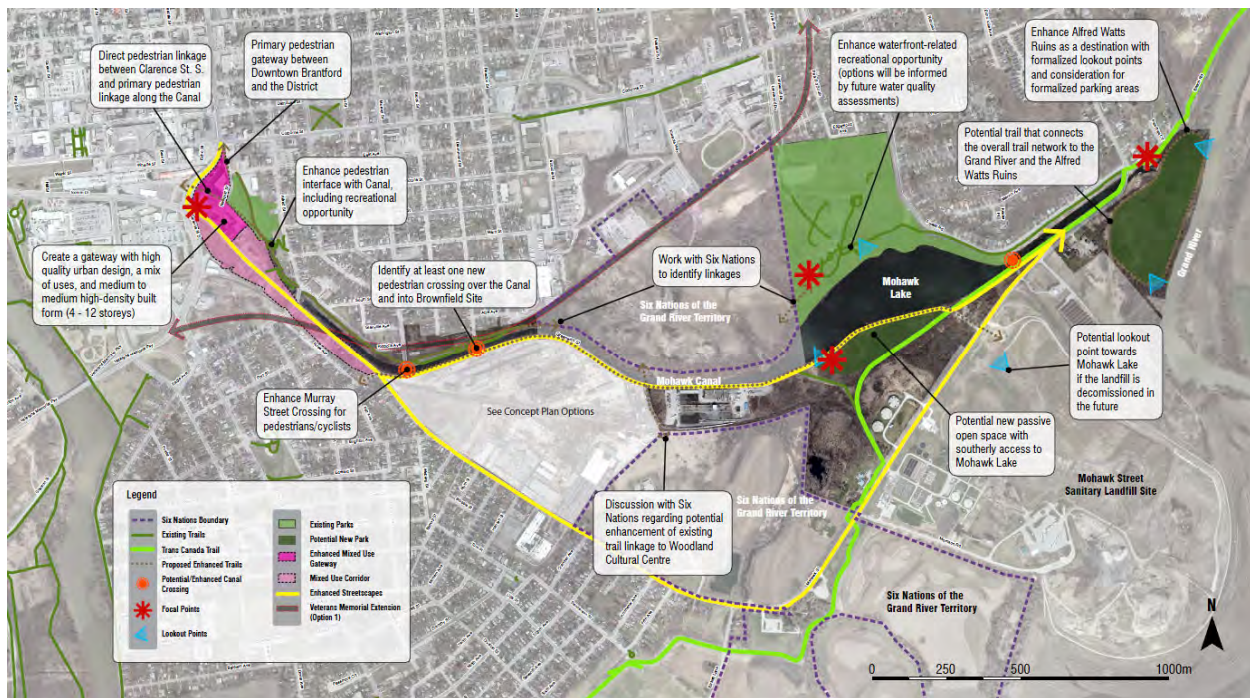 Direct pedestrian linkage
between Clarence St. S.
and primary pedestrian
linkage along the Canal
Primary pedestrian
gateway between
Downtown Brantford
and the District
Enhance waterfront-related
recreational opportunity
(options will be informed
by future water quality
assessments)
Enhance Alfred Watts
Ruins as a destination with
formalized lookout points
and consideration for
formalized parking areas
Potential trail that connects
the overall trail network to
the Grand River and the Alfred
Watts Ruins
Enhance pedestrian
interface with Canal,
including recreational
opportunity
Create a gateway with high
quality urban design, a mix
of uses, and medium to
medium high-density built
form (4 - 12 storeys)
Identify at least one new
pedestrian crossing over the Canal
and into Brownfield Site
Work with Six Nations
to identify linkages
Grand River
Mohawk
Lake
Six Nations of the
Grand River Territory
Mohawk Canal
Enhance Murray
Street Crossing for
pedestrians/cyclists
See Concept Plan Options
Potential lookout
point towards
Mohawk Lake
if the landfill is
decomissioned in
the future
Potential new passive
open space with
southerly access to
Mohawk Lake
Mohawk Street
Sanitary Landfill Site
Discussion with Six
Nations regarding potential
enhancement of existing
trail linkage to Woodland
Cultural Centre
Six Nations of the
Grand River Territory
Six Nations of the
Grand River Territory
Legend
Six Nations Boundary
Existing Trails
Trans Canada Trail
Proposed Enhanced Trails
Potential/Enhanced Canal
Crossing
Focal Points
Lookout Points
Existing Parks
Potential New Park
Enhanced Mixed Use
Gateway
Mixed Use Corridor
Enhanced Streetscapes
Veterans Memorial Extension
(Option 1)
N
0 250 500 1000m